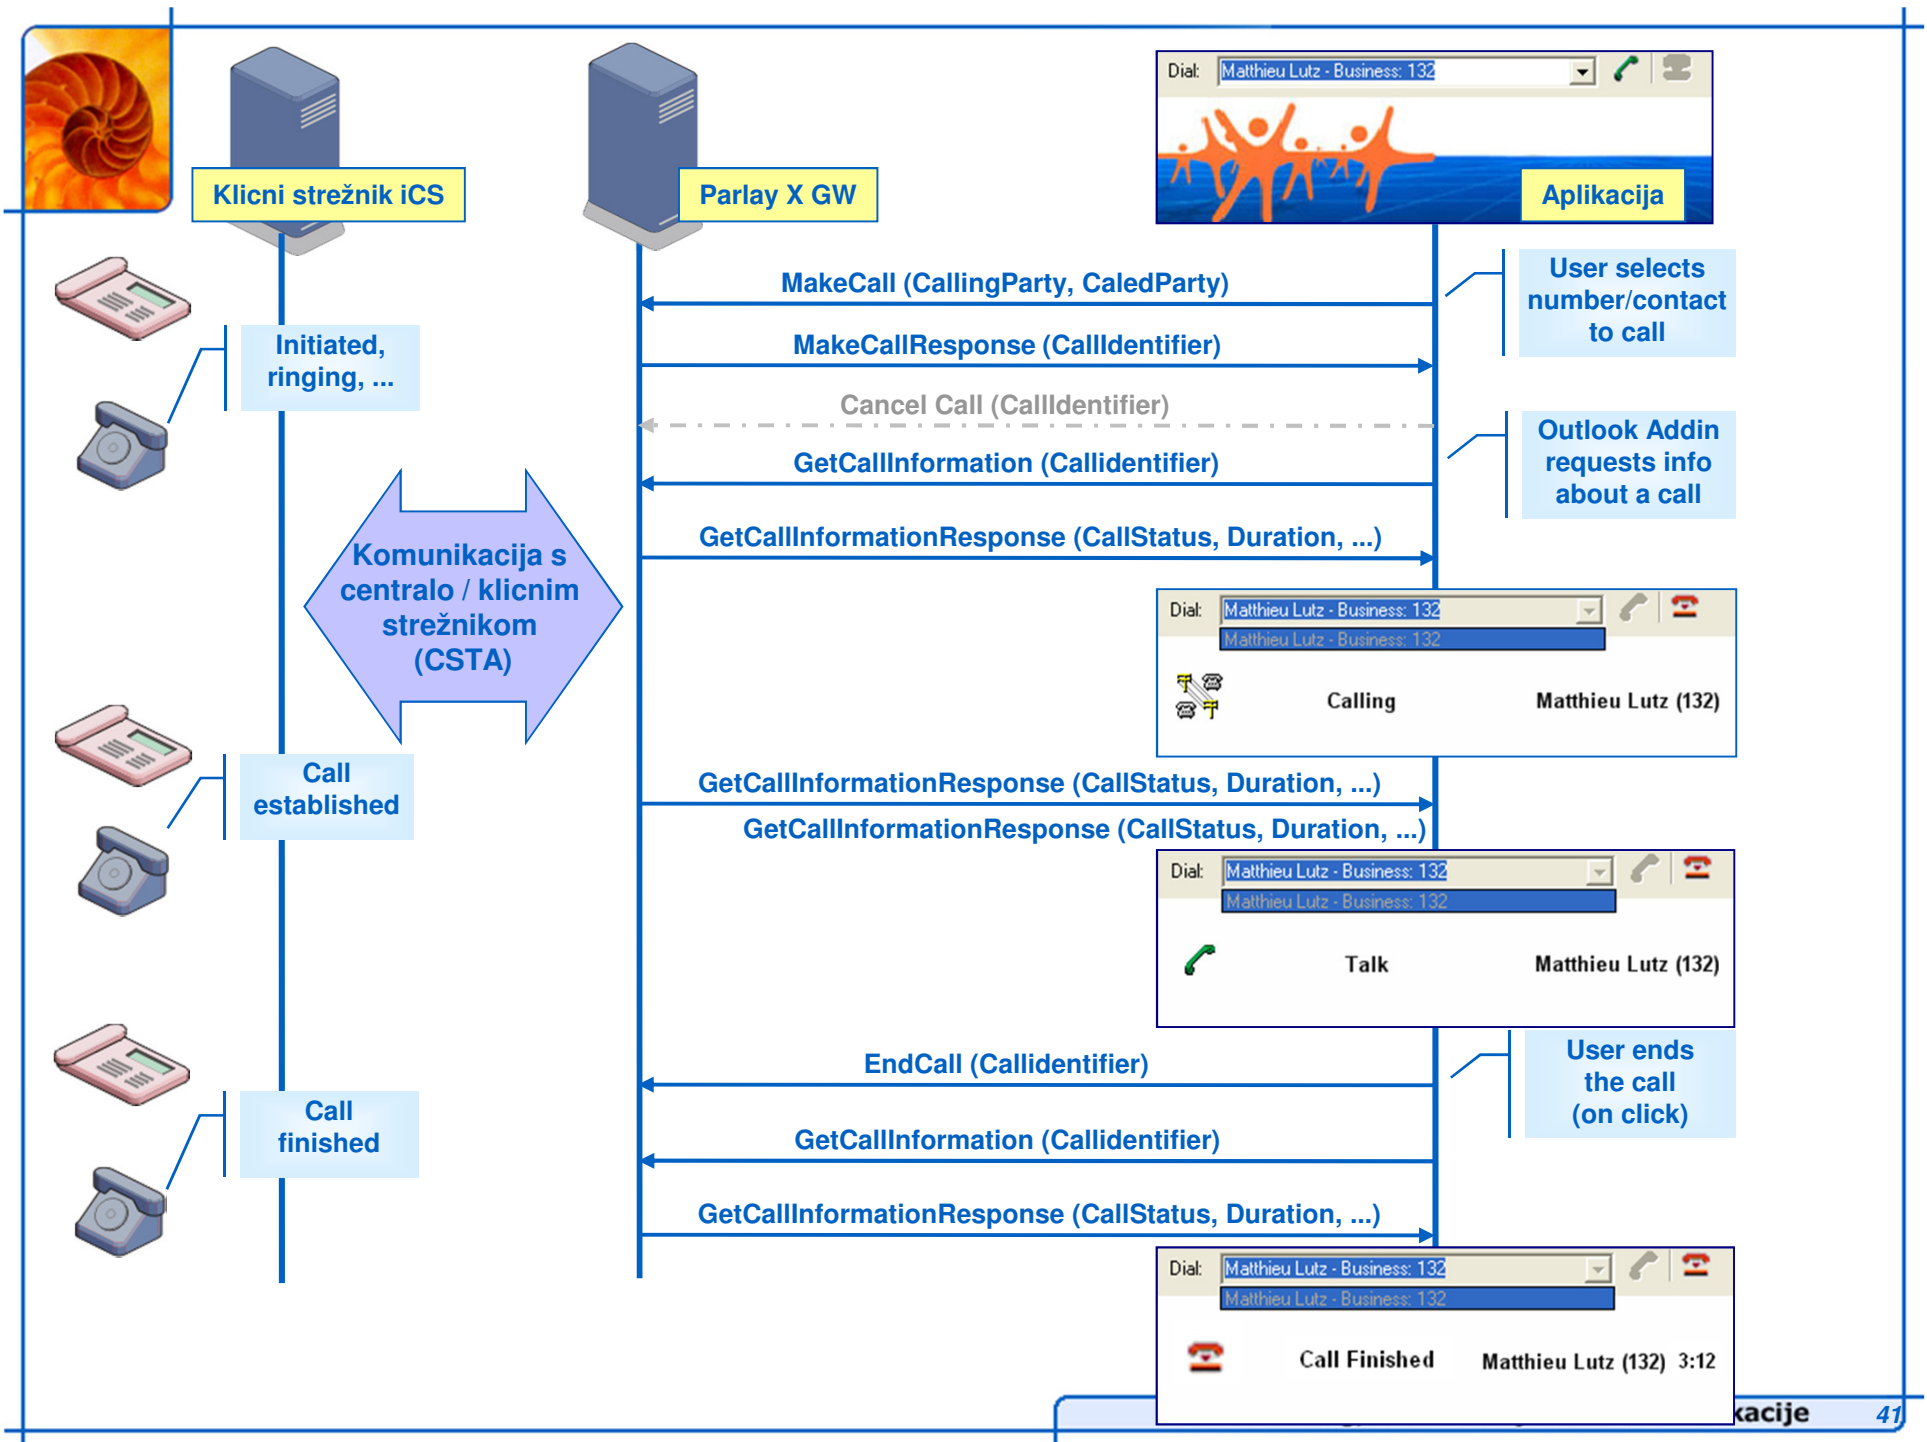 Dial: Matthieu Lutz - Business: 132
Klicni strežnik iCS
Parlay X GW
Aplikacija
MakeCall (CallingParty, CaledParty)
User selects
number/contact
to call
Initiated,
ringing, ...
MakeCallResponse (CallIdentifier)
Cancel Call (CallIdentifier)
Outlook Addin
requests info
about a call
GetCallInformation (Callidentifier)
GetCallInformationResponse (CallStatus, Duration, ...)
Komunikacija s
centralo / klicnim
strežnikom
(CSTA)
Dial: Matthieu Lutz - Business: 132
Matthieu Lutz - Business: 132
Calling Matthieu Lutz (132)
Call
established
GetCallInformationResponse (CallStatus, Duration, ...)
GetCallInformationResponse (CallStatus, Duration, ...)
Dial: Matthieu Lutz - Business: 132
Matthieu Lutz - Business: 132
Talk Matthieu Lutz (132)
EndCall (Callidentifier)
User ends
the call
(on click)
Call
finished
GetCallInformation (Callidentifier)
GetCallInformationResponse (CallStatus, Duration, ...)
Dial: Matthieu Lutz - Business: 132
Matthieu Lutz - Business: 132
Call Finished Matthieu Lutz (132) 3:12
kacije 41